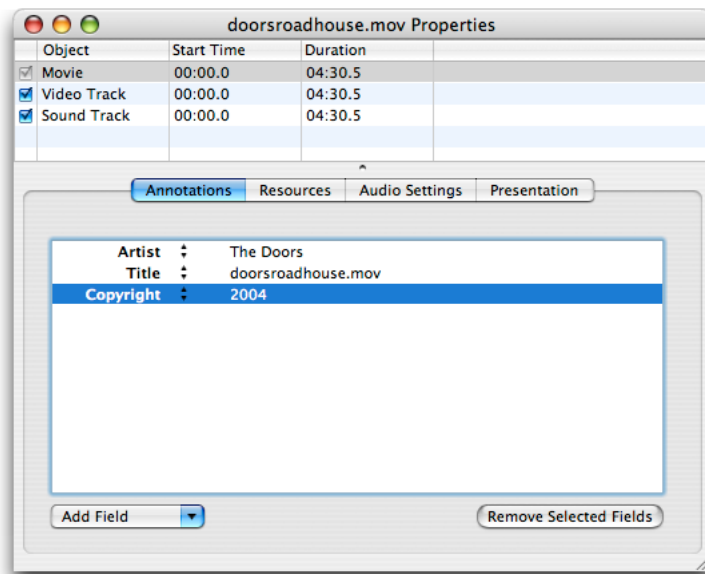 doorsroadhouse.mov Properties
Object Start Time Duration
Movie 00:00.0 04:30.5
Video Track 00:00.0 04:30.5
Sound Track 00:00.0 04:30.5
Annotations Resources Audio Settings Presentation
Artist The Doors
Title doorsroadhouse.mov
Copyright 2004
Add Field Remove Selected Fields